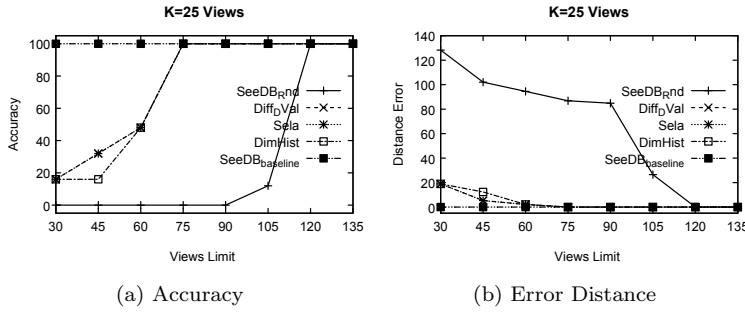 K=25 Views
100
80
60
40
20
0
Accuracy
SeeDB_Rnd
Diff_DVal
Sela
DimHist
SeeDB_baseline
30 45 60 75 90 105 120 135
Views Limit
(a) Accuracy
K=25 Views
140
120
100
80
60
40
20
0
Distance Error
SeeDB_Rnd
Diff_DVal
Sela
DimHist
SeeDB_baseline
30 45 60 75 90 105 120 135
Views Limit
(b) Error Distance